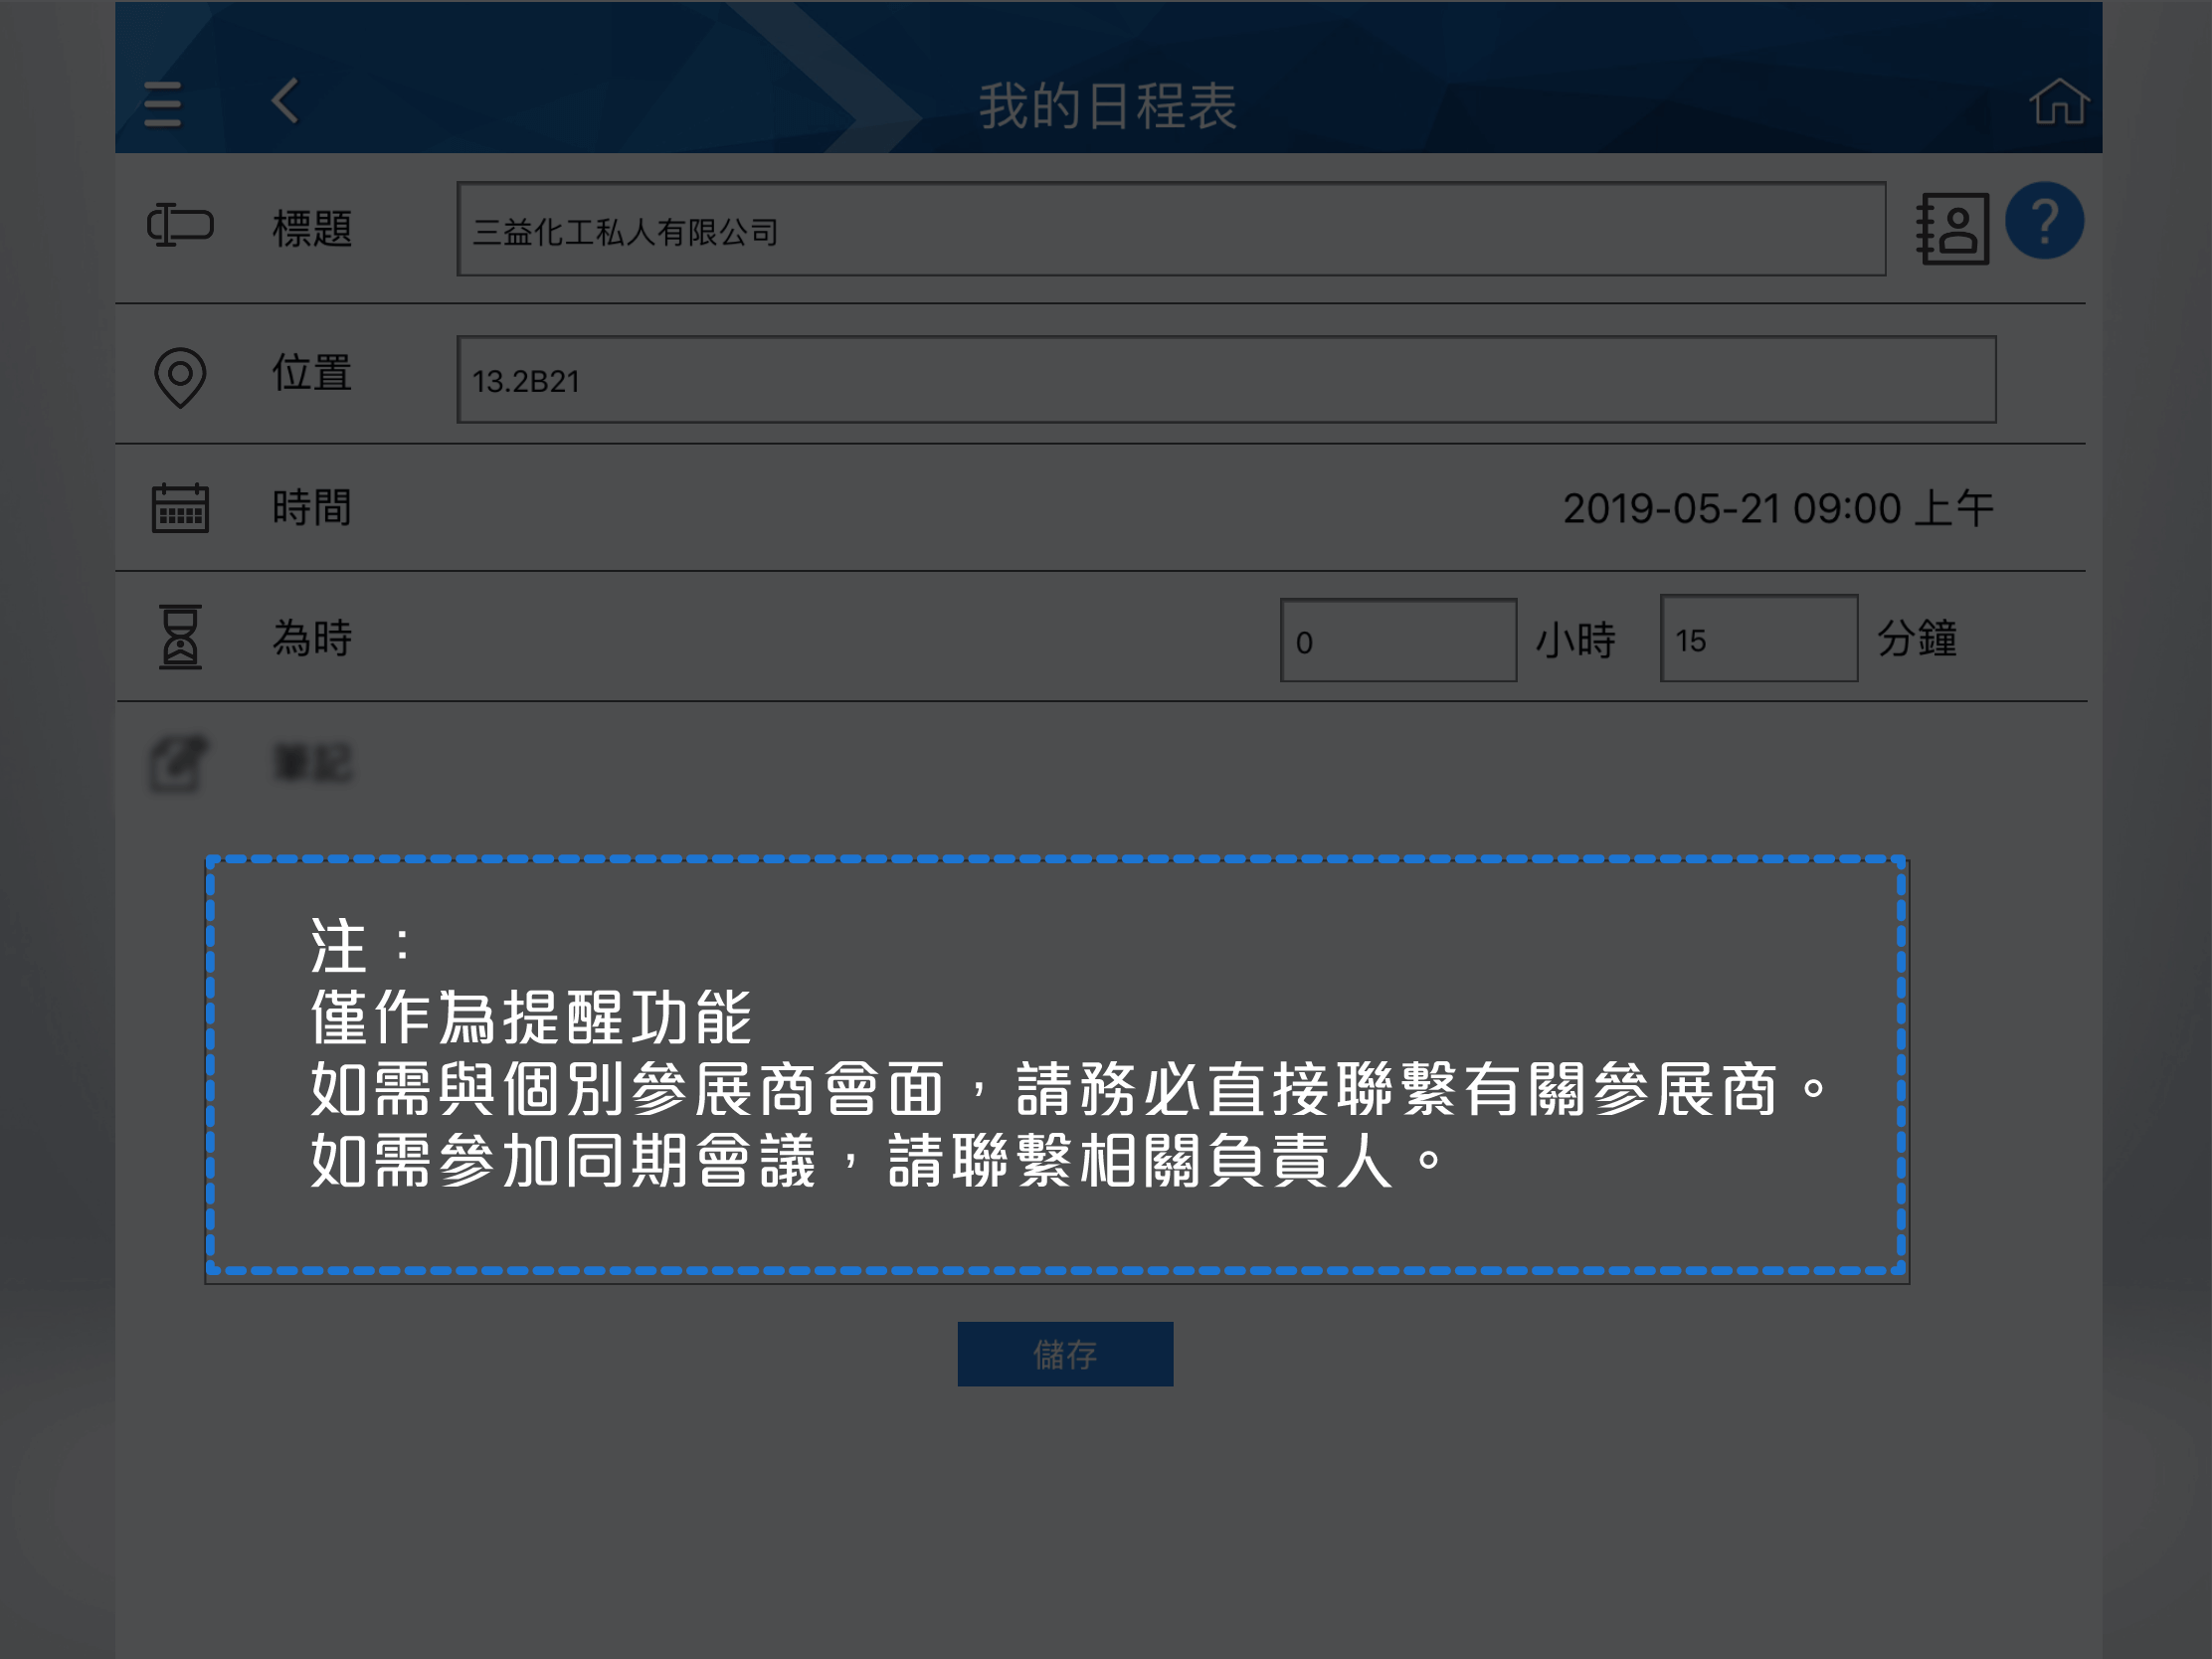 我的日程表
標題 三益化工私人有限公司 ?
位置 13.2B21
時間 2019-05-21 09:00 上午
為時 0 小時 15 分鐘
筆記
注：
僅作為提醒功能
如需與個別參展商會面，請務必直接聯繫有關參展商。
如需參加同期會議，請聯繫相關負責人。
儲存